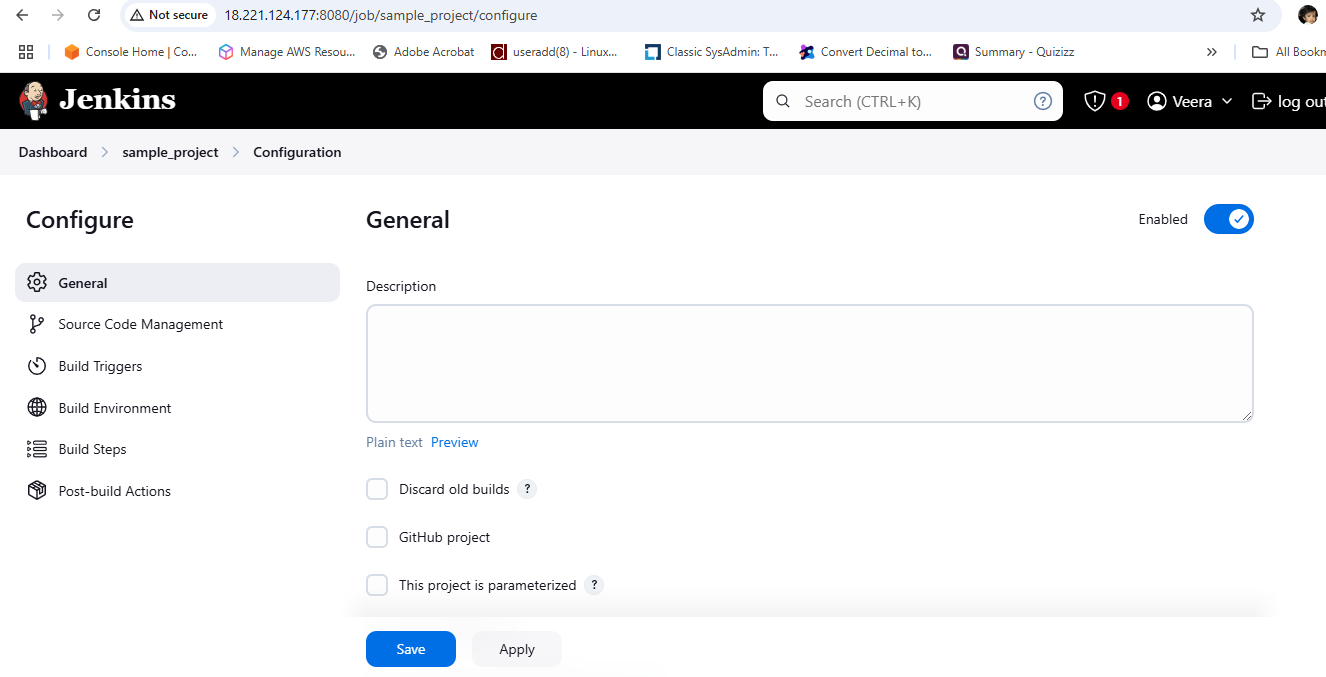 Not secure 18.221.124.177:8080/job/sample_project/configure
Console Home | Co... Manage AWS Resou... Adobe Acrobat useradd(8) - Linux... Classic SysAdmin: T... Convert Decimal to... Summary - Quizizz » All Bookm
Jenkins Search (CTRL+K) ? 1 Veera log out
Dashboard sample_project Configuration
Configure
General
Source Code Management
Build Triggers
Build Environment
Build Steps
Post-build Actions
General Enabled
Description
Plain text Preview
Discard old builds ?
GitHub project
This project is parameterized ?
Save Apply